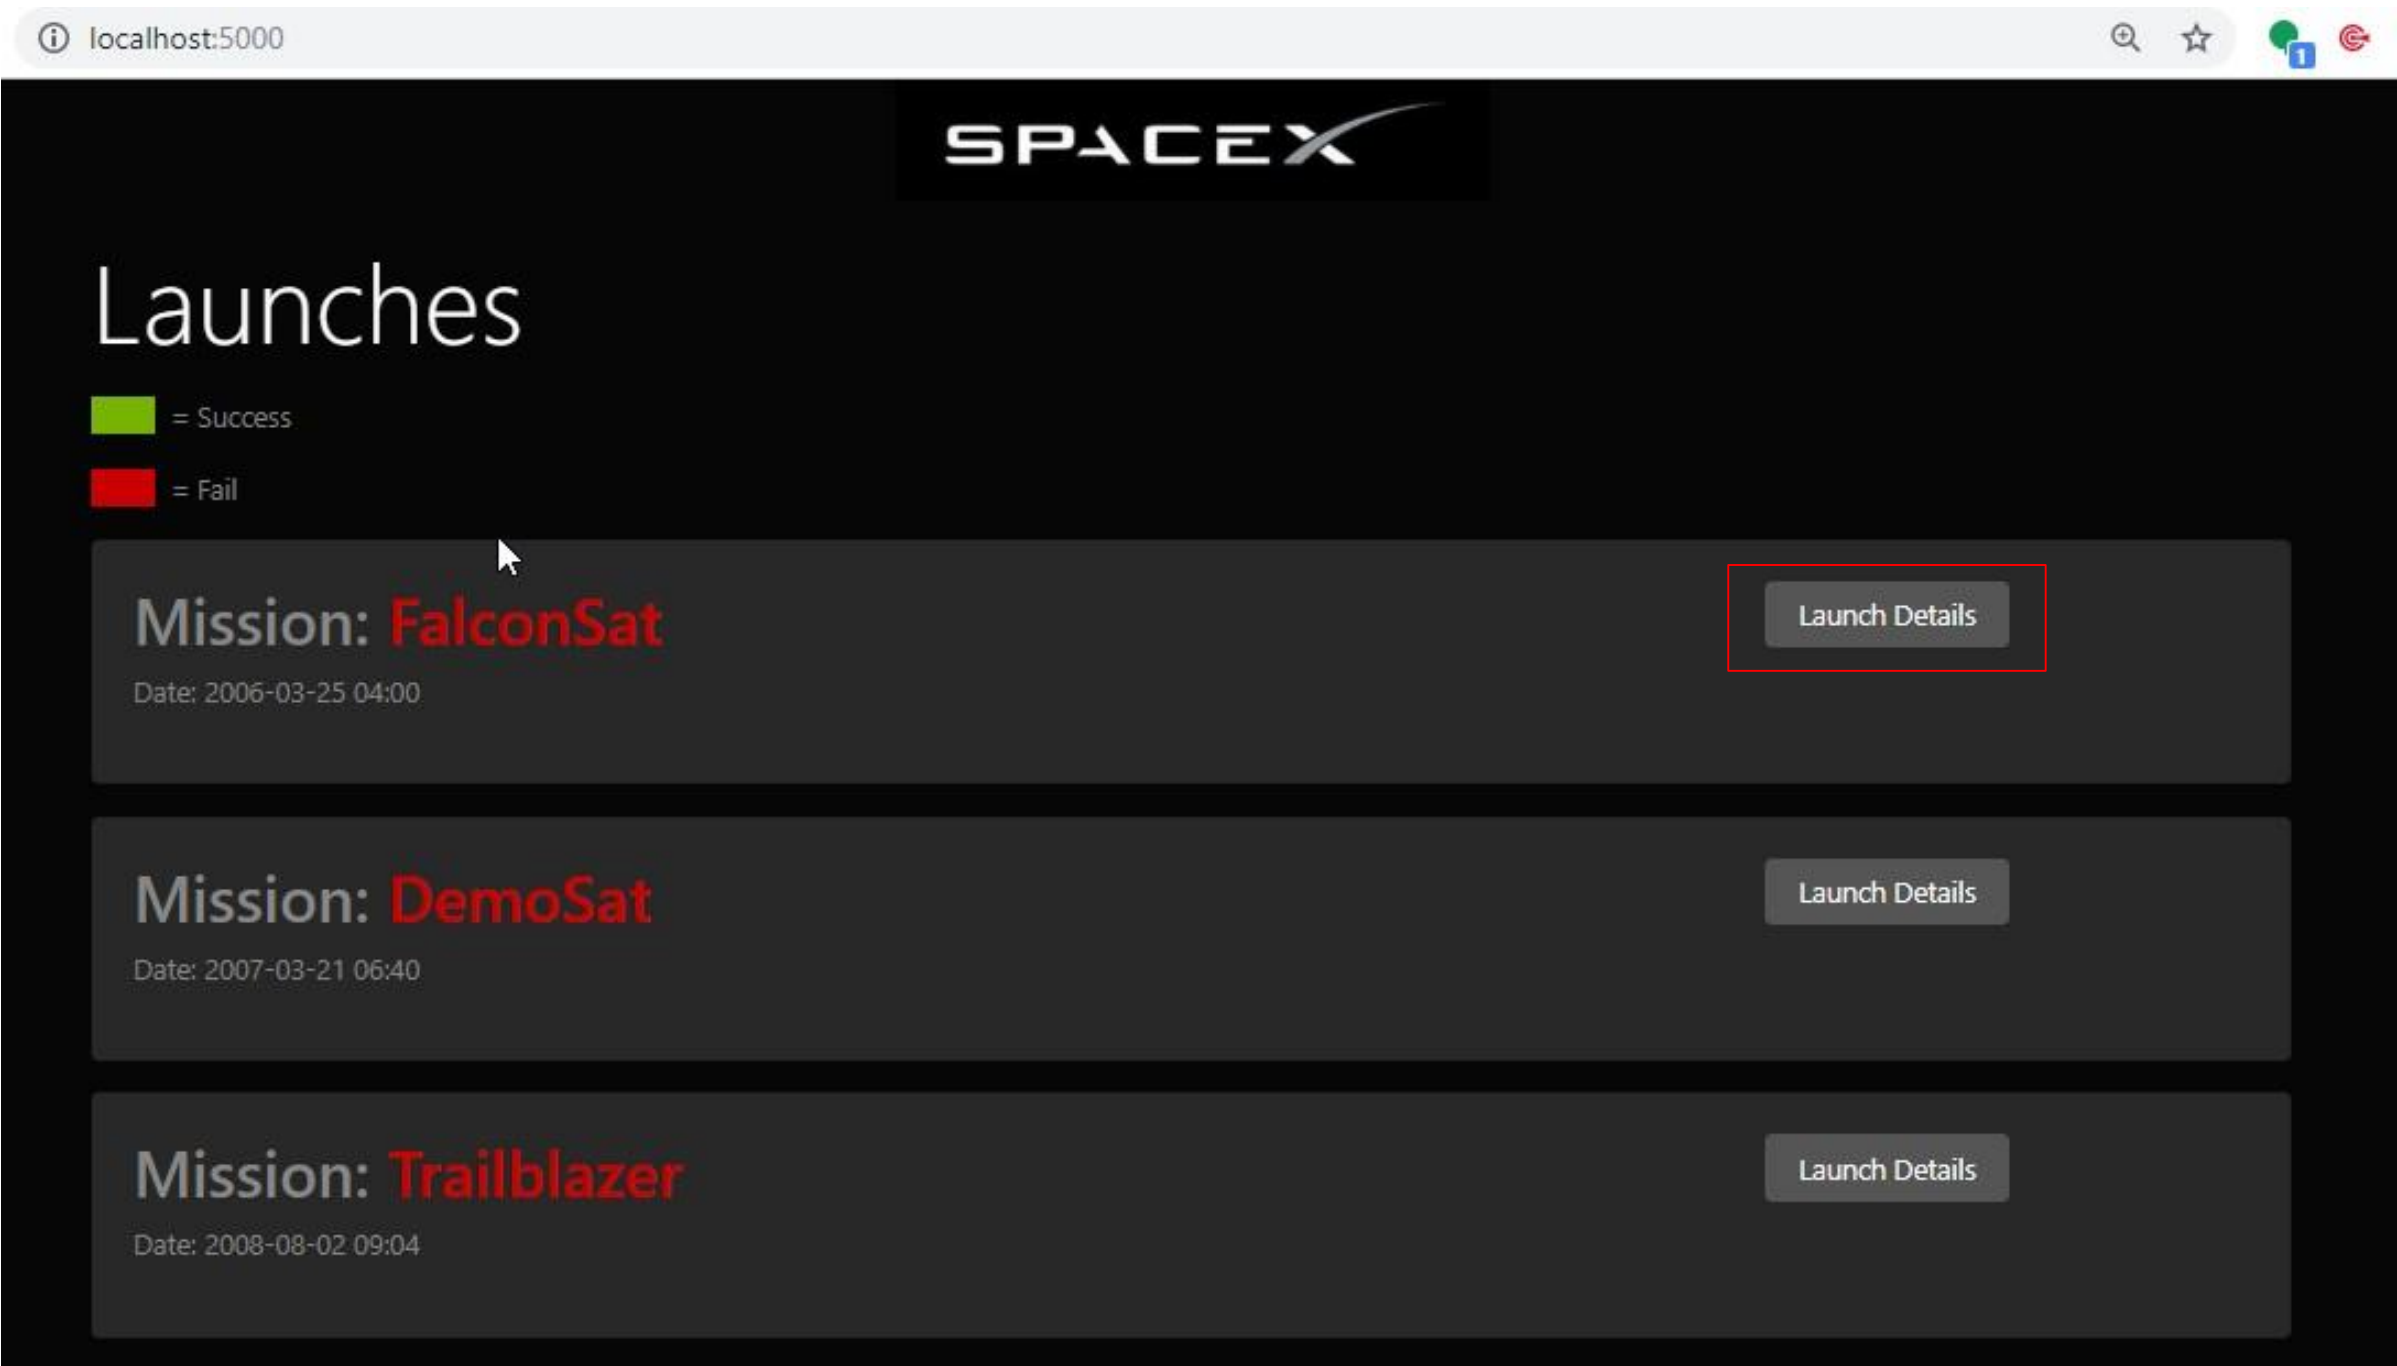 localhost:5000
1
SPACEX
Launches
= Success
= Fail
Mission: FalconSat
Launch Details
Date: 2006-03-25 04:00
Mission: DemoSat
Launch Details
Date: 2007-03-21 06:40
Mission: Trailblazer
Launch Details
Date: 2008-08-02 09:04